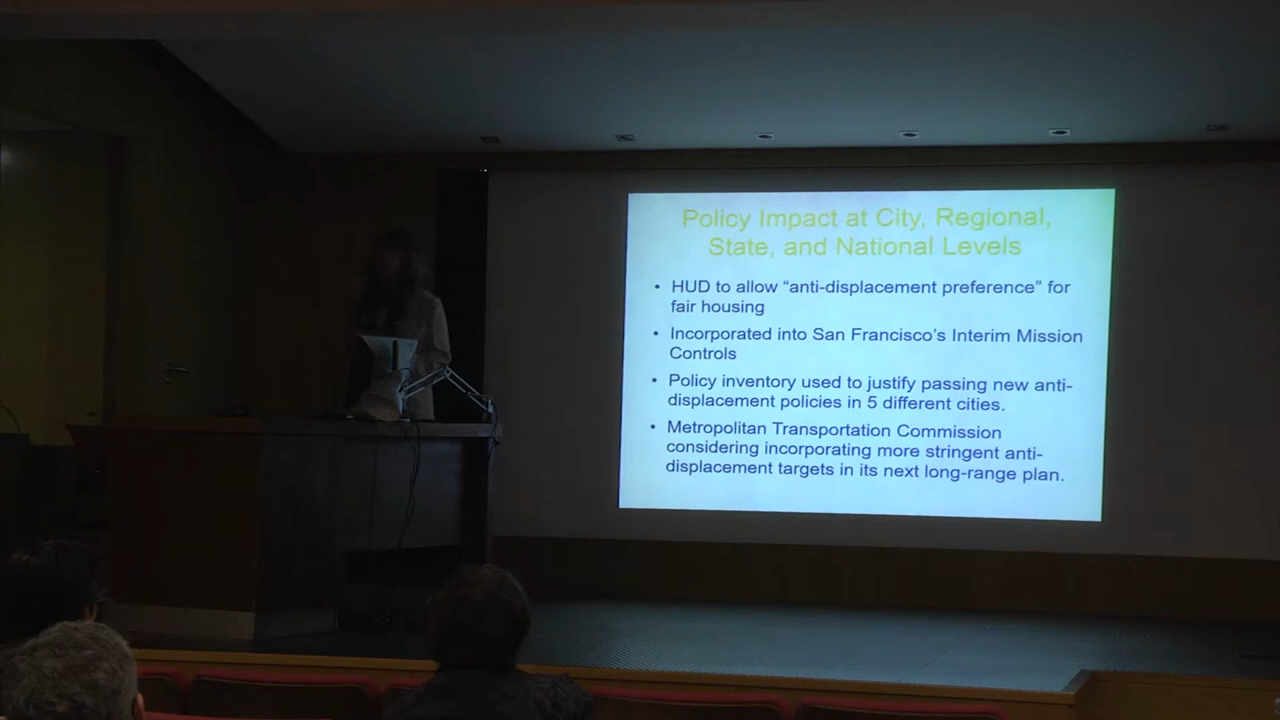 Policy Impact at City, Regional,
State, and National Levels
• HUD to allow “anti-displacement preference” for
fair housing
• Incorporated into San Francisco’s Interim Mission
Controls
• Policy inventory used to justify passing new anti-
displacement policies in 5 different cities.
• Metropolitan Transportation Commission
considering incorporating more stringent anti-
displacement targets in its next long-range plan.